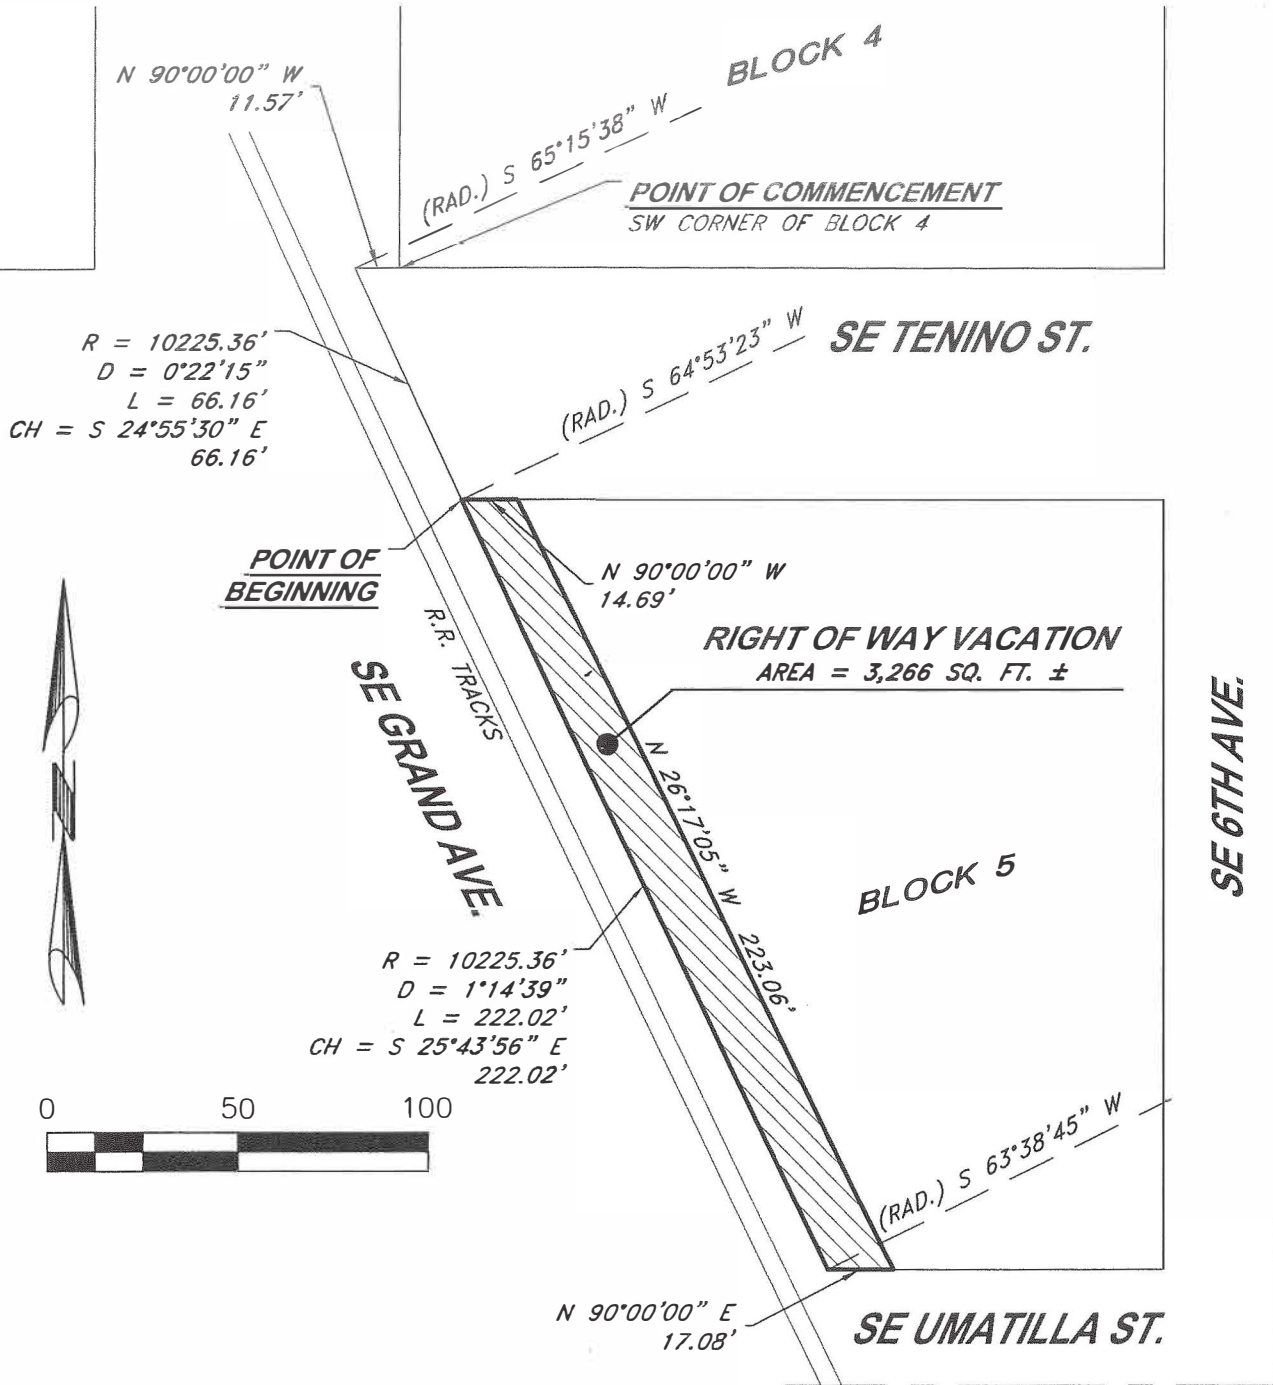 BLOCK 4
N 90°00'00" W
11.57'
(RAD.) S 65°15'38" W
POINT OF COMMENCEMENT
SW CORNER OF BLOCK 4
(RAD.) S 64°53'23" W
SE TENINO ST.
R = 10225.36'
D = 0°22'15"
L = 66.16'
CH = S 24°55'30" E
66.16'
POINT OF
BEGINNING
N 90°00'00" W
14.69'
R.R. TRACKS
RIGHT OF WAY VACATION
AREA = 3,266 SQ. FT. ±
SE GRAND AVE.
SE 6TH AVE.
N 26°17'05" W 223.06'
BLOCK 5
N
R = 10225.36'
D = 1°14'39"
L = 222.02'
CH = S 25°43'56" E
222.02'
0 50 100
(RAD.) S 63°38'45" W
N 90°00'00" E
17.08'
SE UMATILLA ST.